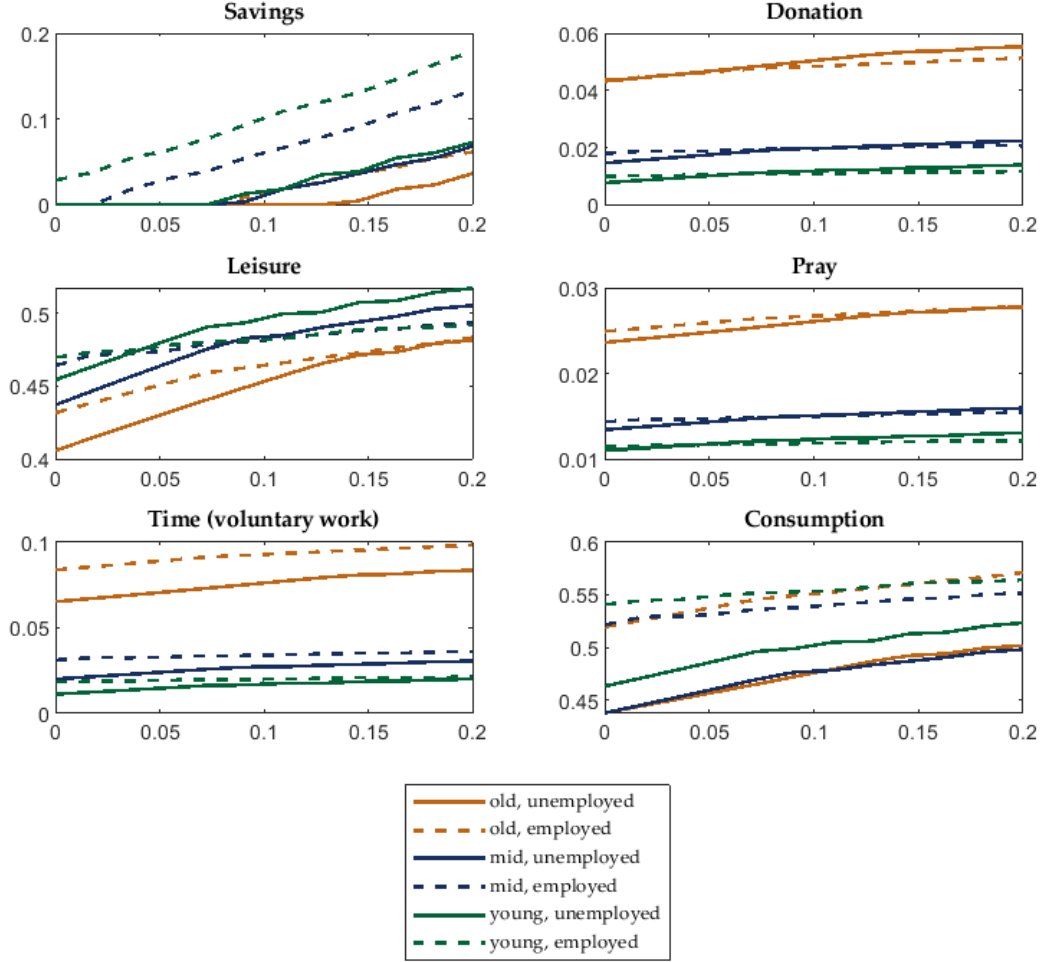 Savings
Donation
0.2
0.1
0
0 0.05 0.1 0.15 0.2
0.06
0.04
0.02
0
0 0.05 0.1 0.15 0.2
Leisure
Pray
0.5
0.45
0.4
0 0.05 0.1 0.15 0.2
0.03
0.02
0.01
0 0.05 0.1 0.15 0.2
Time (voluntary work)
Consumption
0.1
0.05
0
0 0.05 0.1 0.15 0.2
0.6
0.55
0.5
0.45
0 0.05 0.1 0.15 0.2
old, unemployed
old, employed
mid, unemployed
mid, employed
young, unemployed
young, employed